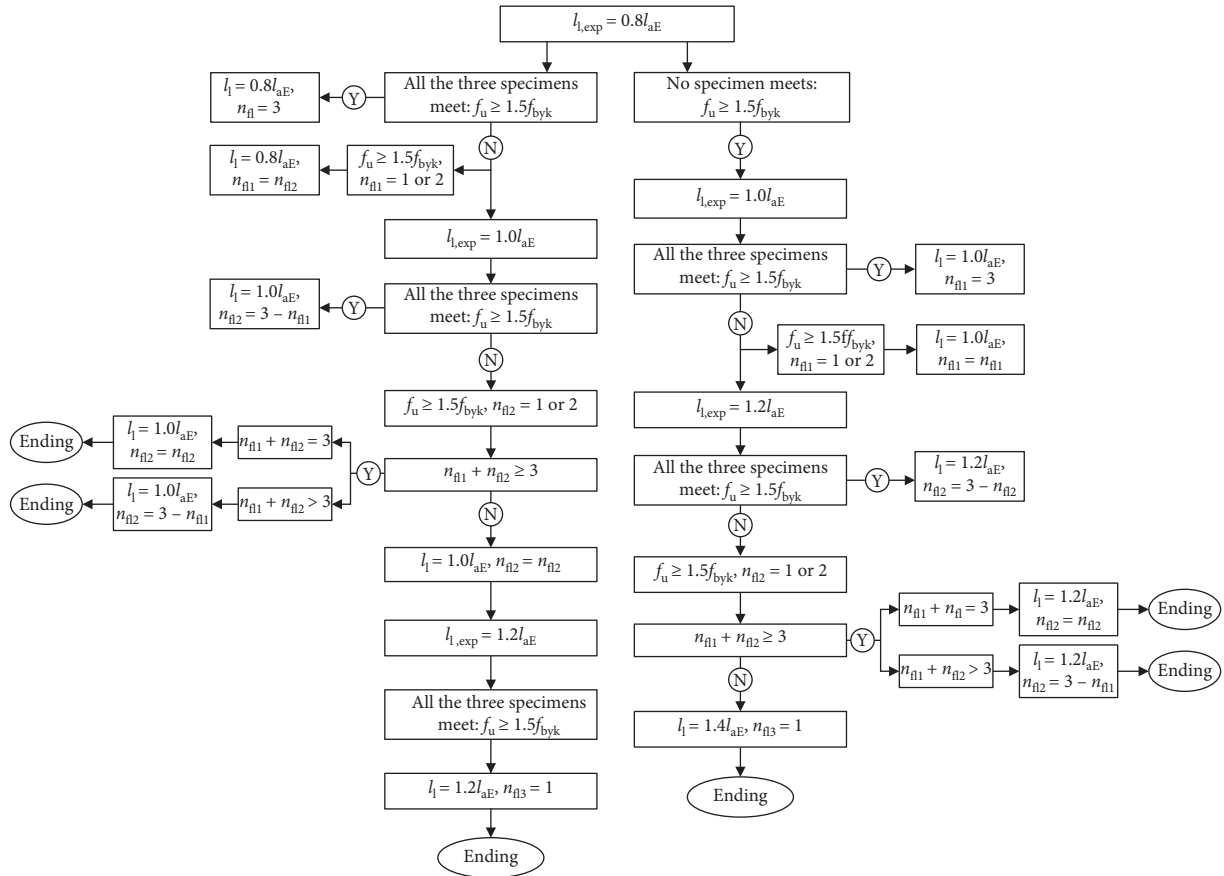 l_l,exp = 0.8l_aE
All the three specimens
meet: f_u ≥ 1.5f_byk
Y
l_l = 0.8l_aE,
n_fl = 3
N
f_u ≥ 1.5f_byk,
n_fl1 = 1 or 2
l_l = 0.8l_aE,
n_fl1 = n_fl2
l_l,exp = 1.0l_aE
All the three specimens
meet: f_u ≥ 1.5f_byk
Y
l_l = 1.0l_aE,
n_fl2 = 3 – n_fl1
N
f_u ≥ 1.5f_byk, n_fl2 = 1 or 2
n_fl1 + n_fl2 ≥ 3
Y
n_fl1 + n_fl2 = 3
l_l = 1.0l_aE,
n_fl2 = n_fl2
Ending
n_fl1 + n_fl2 > 3
l_l = 1.0l_aE,
n_fl2 = 3 – n_fl1
Ending
N
l_l = 1.0l_aE, n_fl2 = n_fl2
l_l,exp = 1.2l_aE
All the three specimens
meet: f_u ≥ 1.5f_byk
l_l = 1.2l_aE, n_fl3 = 1
Ending
No specimen meets:
f_u ≥ 1.5f_byk
Y
l_l,exp = 1.0l_aE
All the three specimens
meet: f_u ≥ 1.5f_byk
Y
l_l = 1.0l_aE,
n_fl1 = 3
N
f_u ≥ 1.5ff_byk,
n_fl1 = 1 or 2
l_l = 1.0l_aE,
n_fl1 = n_fl1
l_l,exp = 1.2l_aE
All the three specimens
meet: f_u ≥ 1.5f_byk
Y
l_l = 1.2l_aE,
n_fl2 = 3 – n_fl2
N
f_u ≥ 1.5f_byk, n_fl2 = 1 or 2
n_fl1 + n_fl2 ≥ 3
Y
n_fl1 + n_fl = 3
l_l = 1.2l_aE,
n_fl2 = n_fl2
Ending
n_fl1 + n_fl2 > 3
l_l = 1.2l_aE,
n_fl2 = 3 – n_fl1
Ending
N
l_l = 1.4l_aE, n_fl3 = 1
Ending